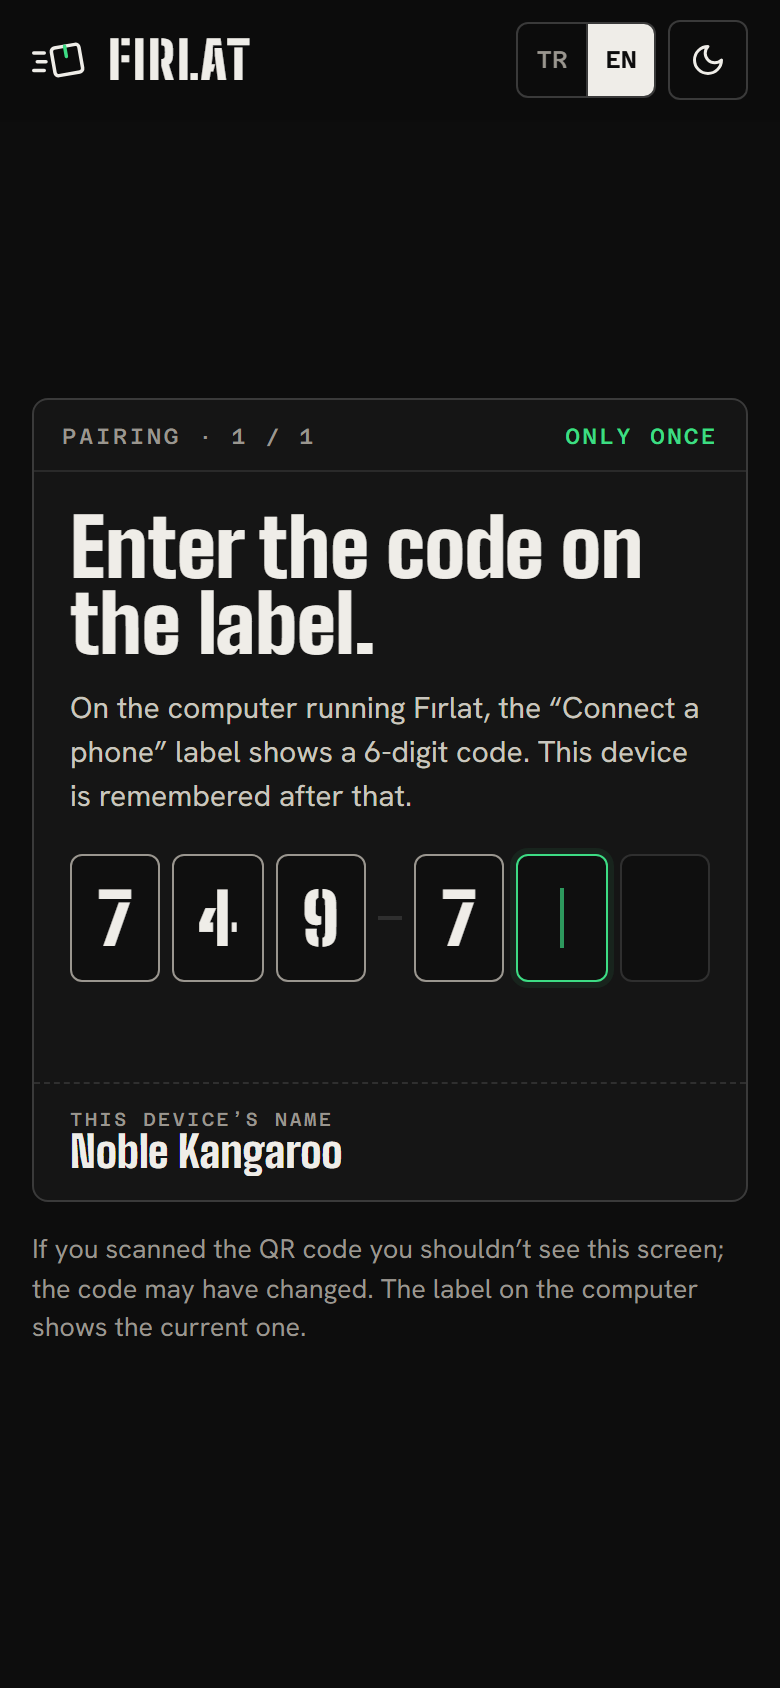 FIRLAT
TR EN
PAIRING · 1 / 1
ONLY ONCE
Enter the code on
the label.
On the computer running Fırlat, the “Connect a
phone” label shows a 6-digit code. This device
is remembered after that.
7 4 9 – 7
THIS DEVICE’S NAME
Noble Kangaroo
If you scanned the QR code you shouldn’t see this screen;
the code may have changed. The label on the computer
shows the current one.